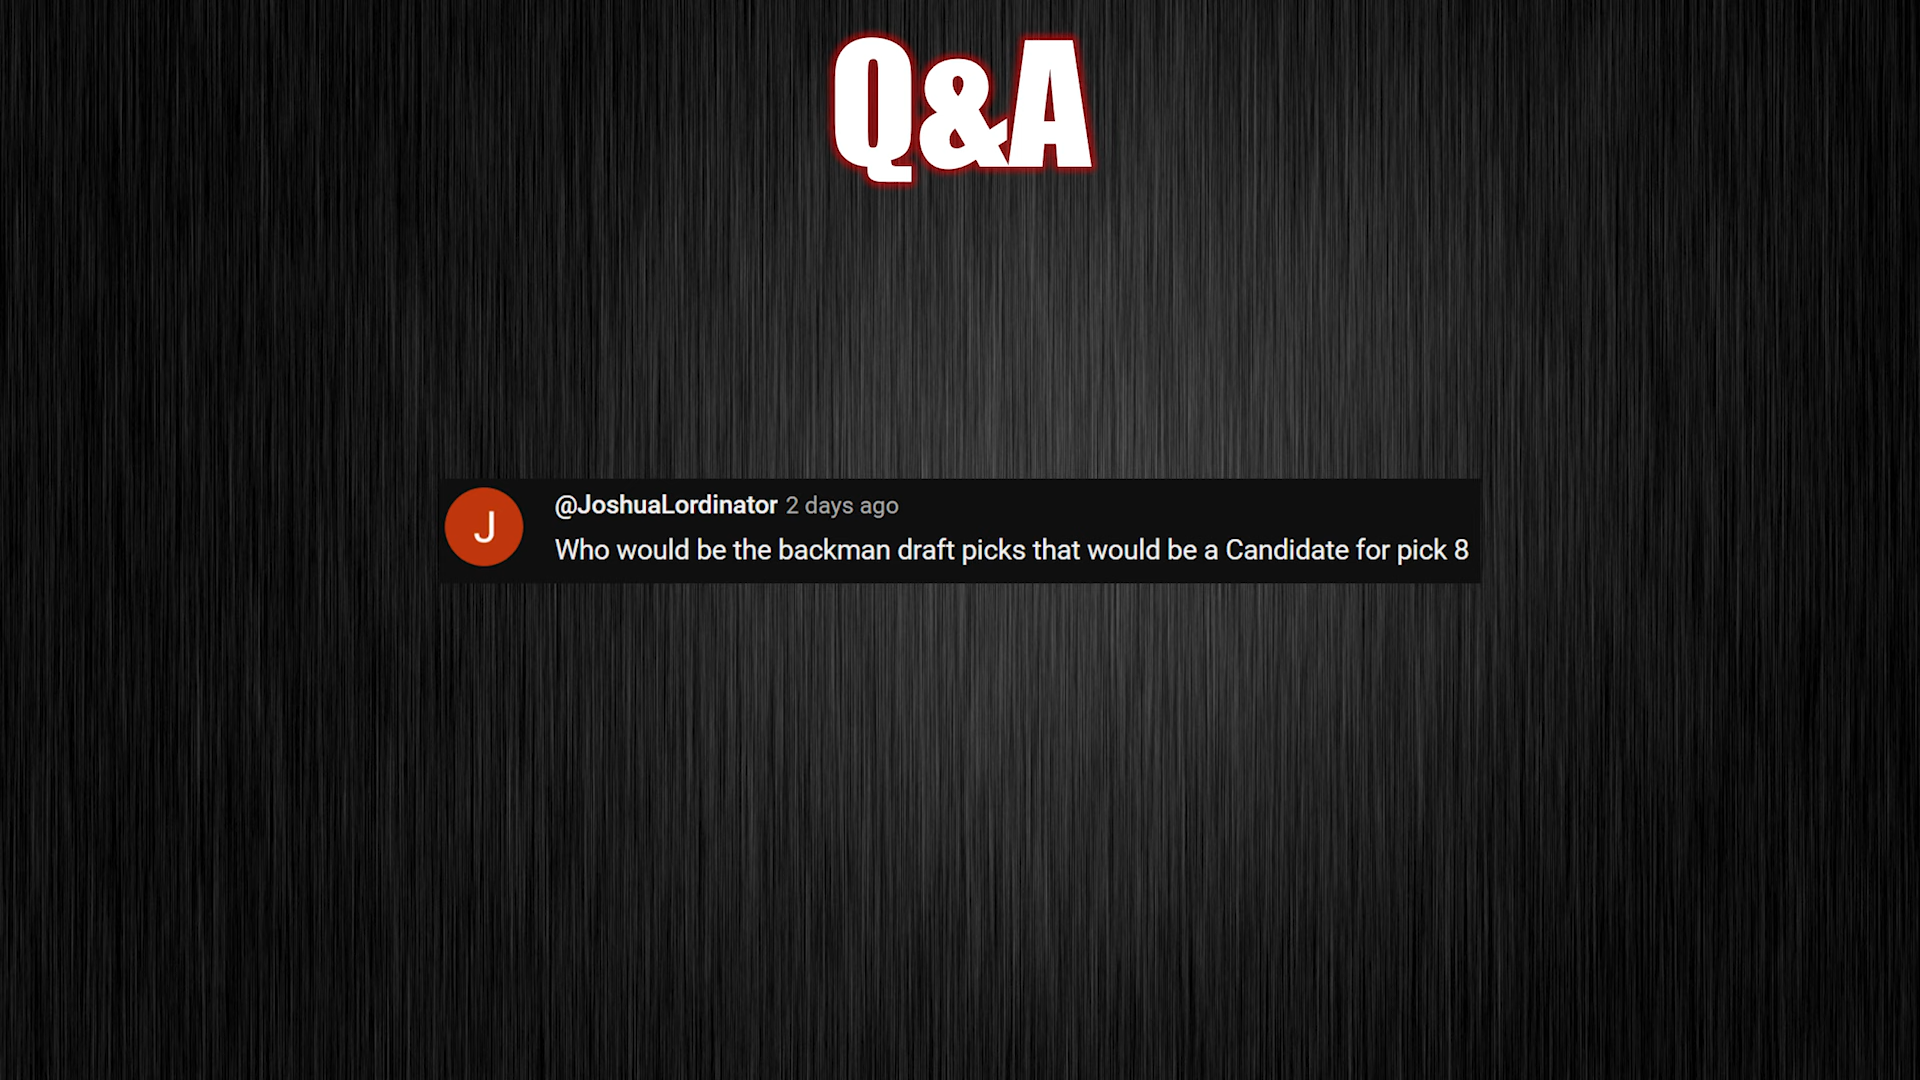 Q&A
J
@JoshuaLordinator 2 days ago
Who would be the backman draft picks that would be a Candidate for pick 8